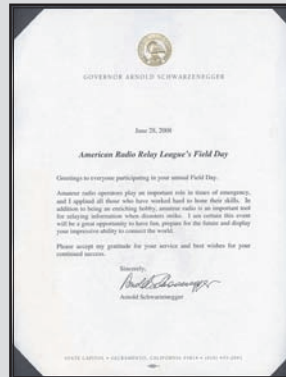 GOVERNOR ARNOLD SCHWARZENEGGER
June 28, 2008
American Radio Relay League's Field Day
Greetings to everyone participating in your annual Field Day.
Amateur radio operators play an important role in times of emergency,
and I applaud all those who have worked hard to hone their skills. In
addition to being an enriching hobby, amateur radio is an important tool
for relaying information when disasters strike. I am certain this event
will be a great opportunity to have fun, prepare for the future and display
your impressive ability to connect the world.
Please accept my gratitude for your service and best wishes for your
continued success.
Sincerely,
Arnold Schwarzenegger
Arnold Schwarzenegger
STATE CAPITOL • SACRAMENTO, CALIFORNIA 95814 • (916) 445-2841